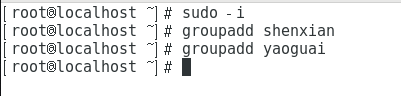 [root@localhost ~]# sudo -i
[root@localhost ~]# groupadd shenxian
[root@localhost ~]# groupadd yaoguai
[root@localhost ~]#